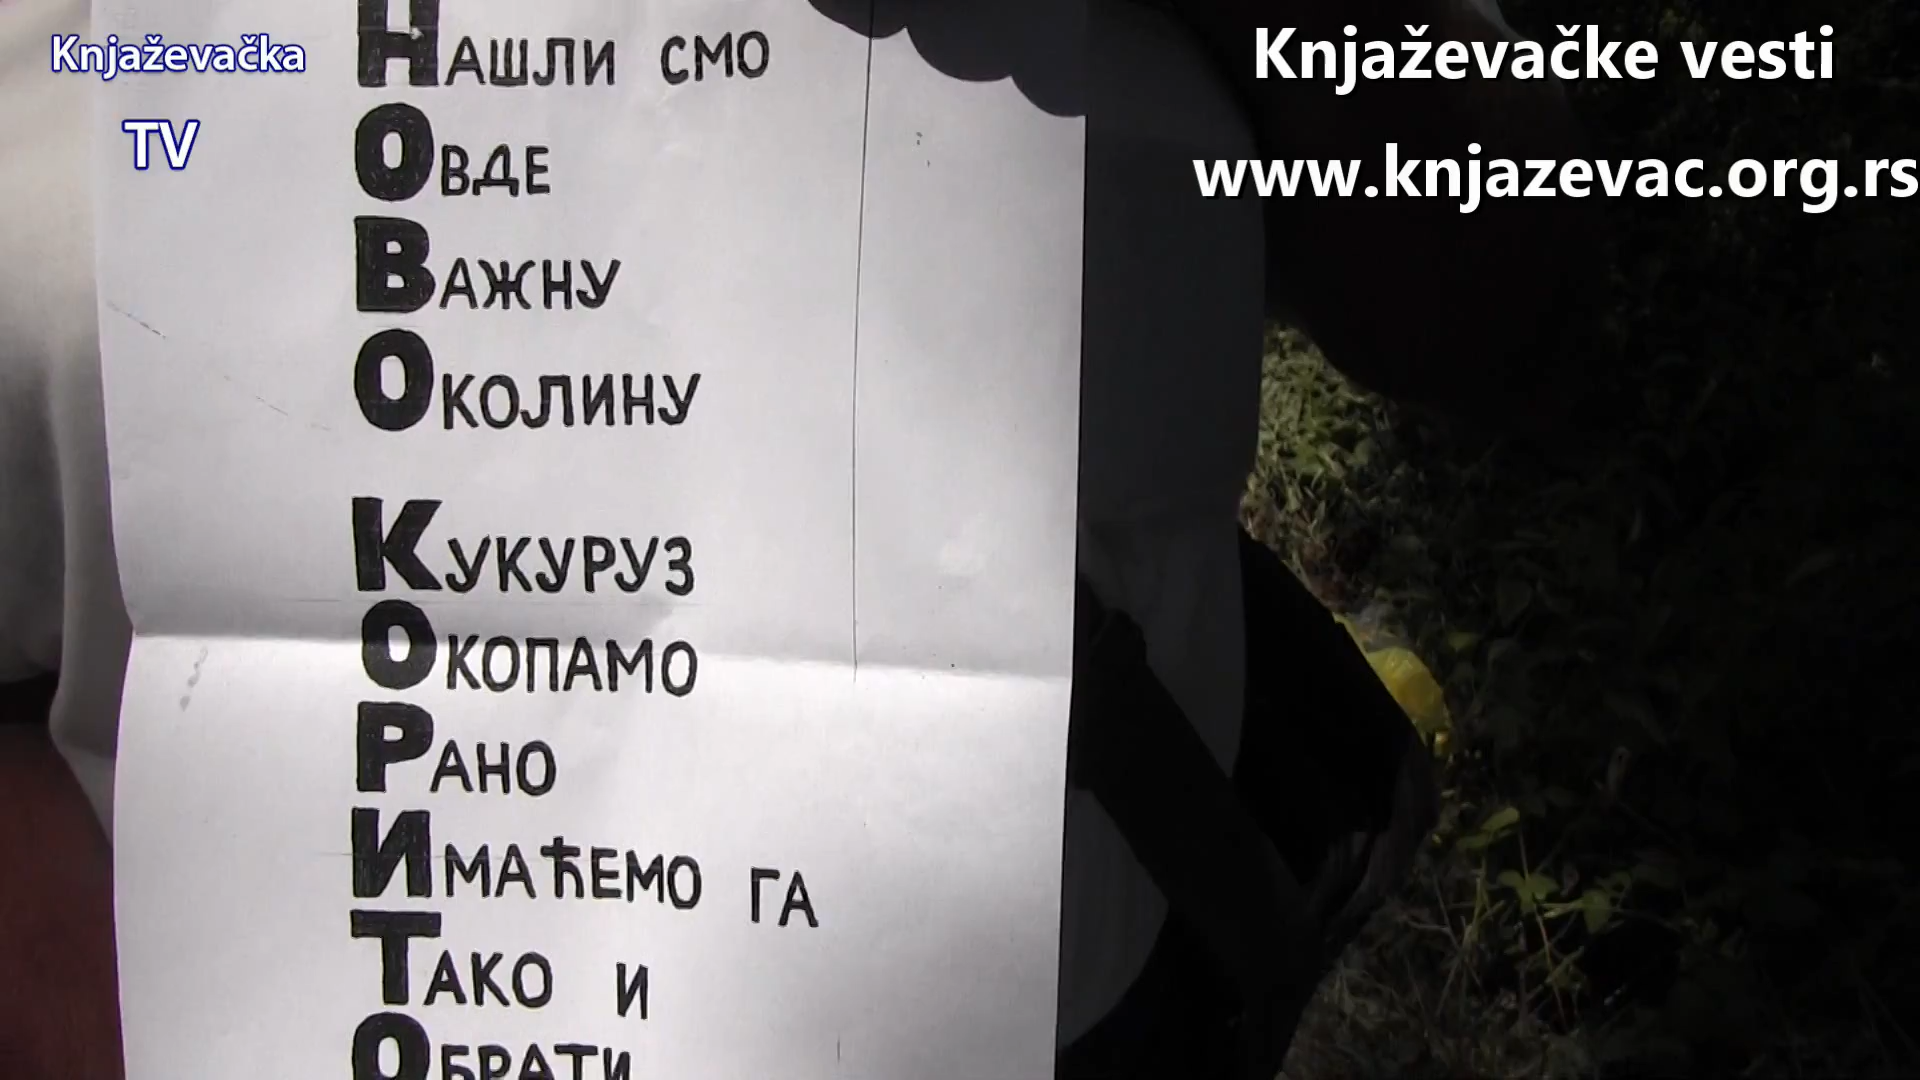 Knjaževačka
TV
Knjaževačke vesti
www.knjazevac.org.rs
НАШЛИ СМО
ОВДЕ
ВАЖНУ
ОКОЛИНУ
КУКУРУЗ
ОКОПАМО
РАНО
ИМАЋЕМО ГА
ТАКО И
ОБРАТИ